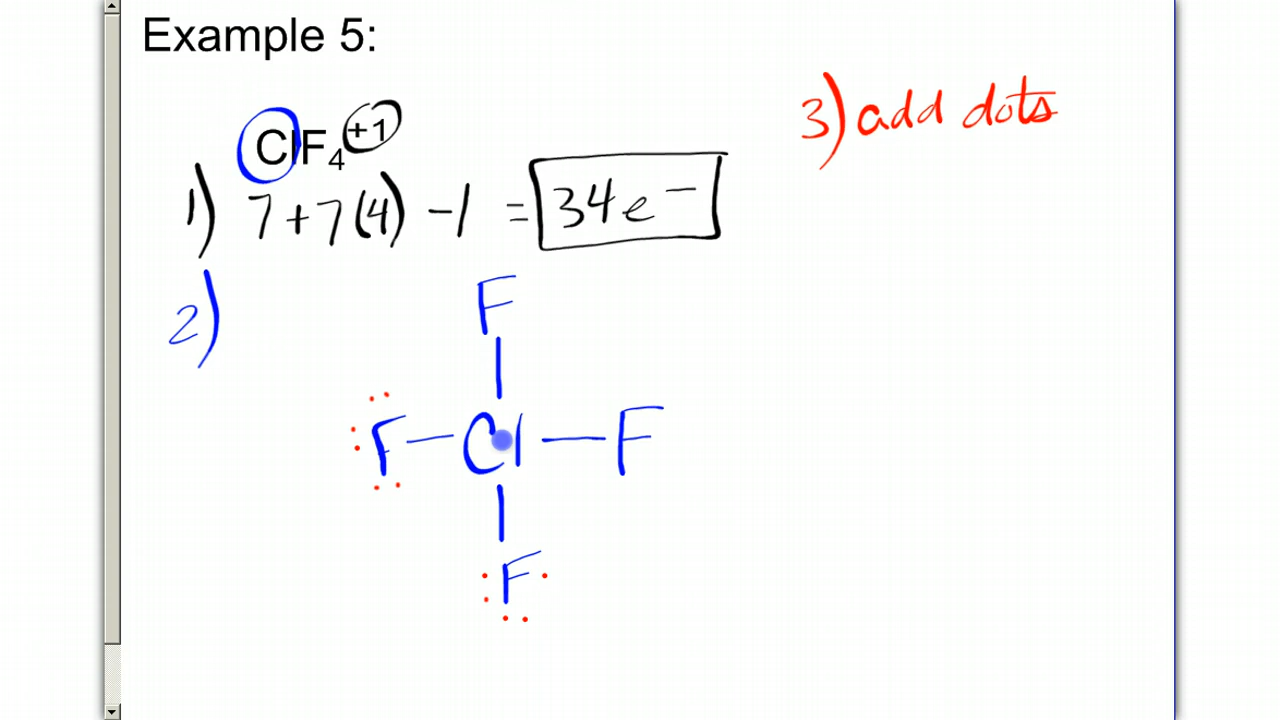 Example 5:
3) add dots
ClF₄⁺¹
1) 7 + 7(4) − 1 = 34e⁻
2)
F
F — Cl — F
F